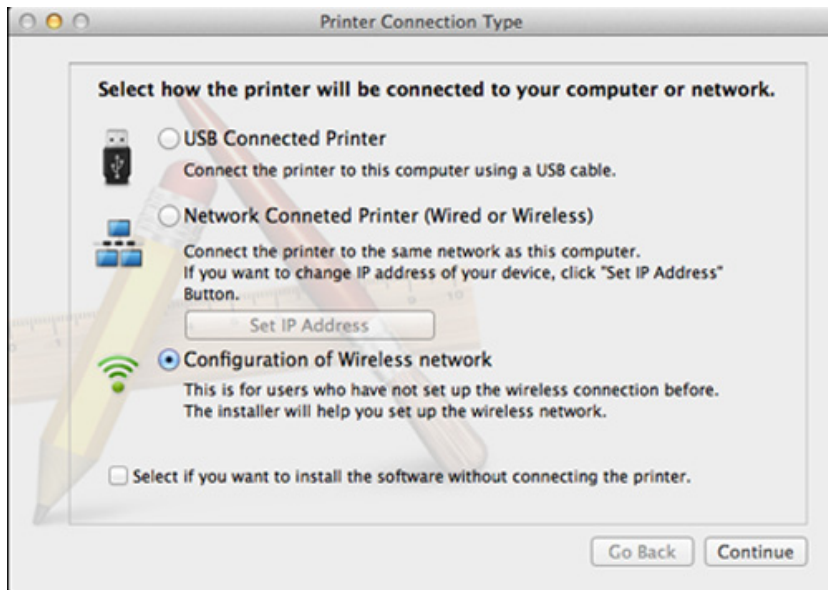 Printer Connection Type
Select how the printer will be connected to your computer or network.
USB Connected Printer
Connect the printer to this computer using a USB cable.
Network Conneted Printer (Wired or Wireless)
Connect the printer to the same network as this computer.
If you want to change IP address of your device, click "Set IP Address"
Button.
Set IP Address
Configuration of Wireless network
This is for users who have not set up the wireless connection before.
The installer will help you set up the wireless network.
Select if you want to install the software without connecting the printer.
Go Back Continue